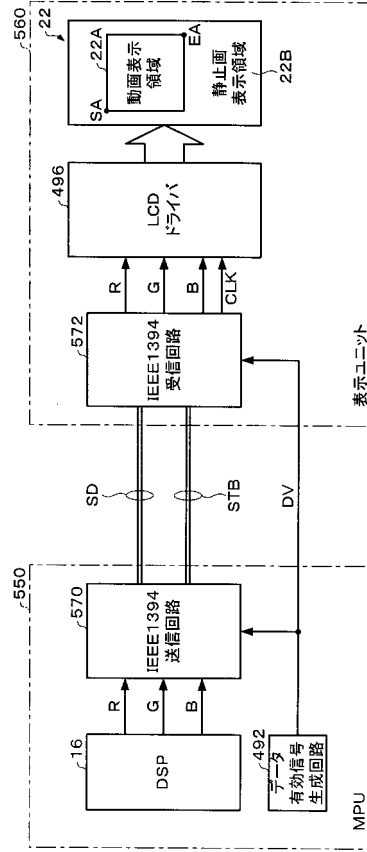 550
MPU
16
DSP
R
G
B
570
IEEE1394
送信回路
492
データ
有効信号
生成回路
SD
STB
DV
560
表示ユニット
572
IEEE1394
受信回路
R
G
B
CLK
496
LCD
ドライバ
22
SA
22A
動画表示
領域
EA
静止画
表示領域
22B